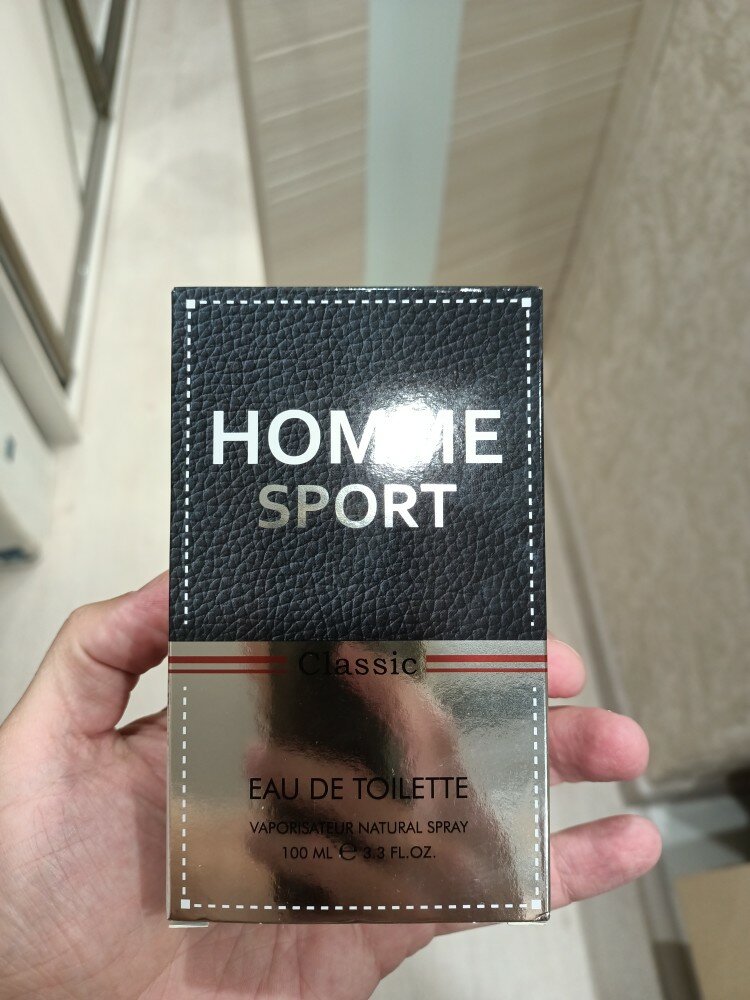 HOMME
SPORT
Classic
EAU DE TOILETTE
VAPORISATEUR NATURAL SPRAY
100 ML ℮ 3.3 FL.OZ.